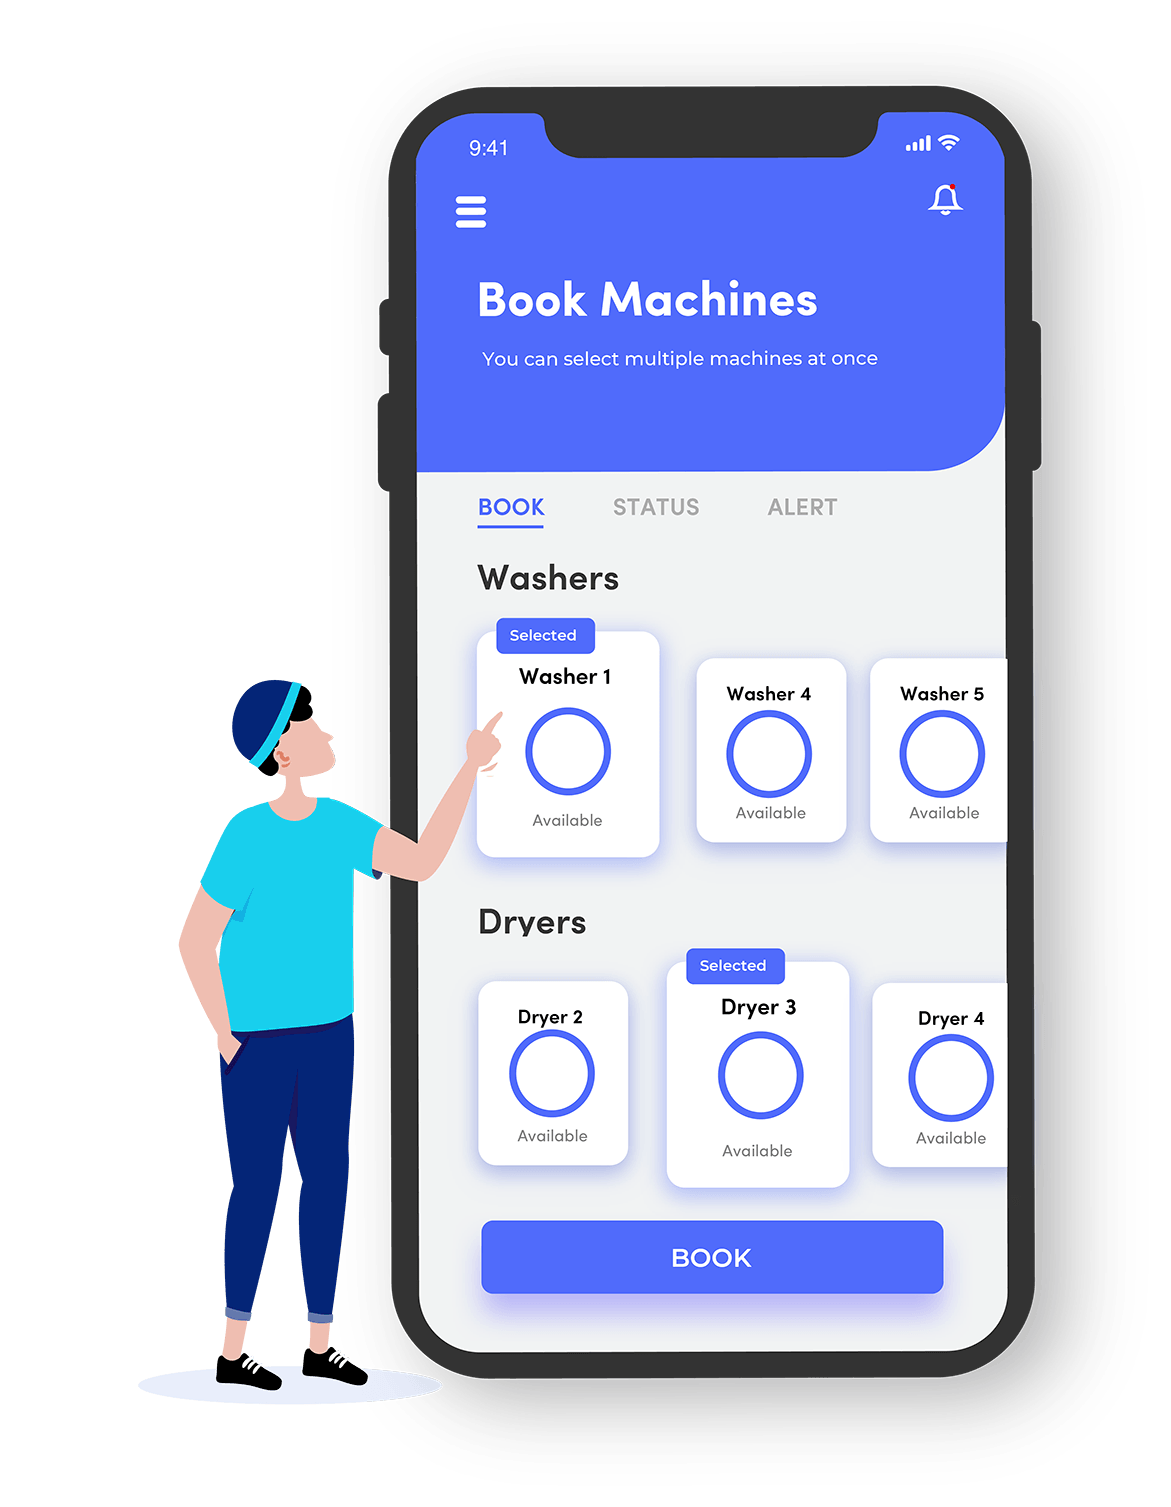 9:41
Book Machines
You can select multiple machines at once
BOOK STATUS ALERT
Washers
Selected
Washer 1
Available
Washer 4
Available
Washer 5
Available
Dryers
Dryer 2
Available
Selected
Dryer 3
Available
Dryer 4
Available
BOOK